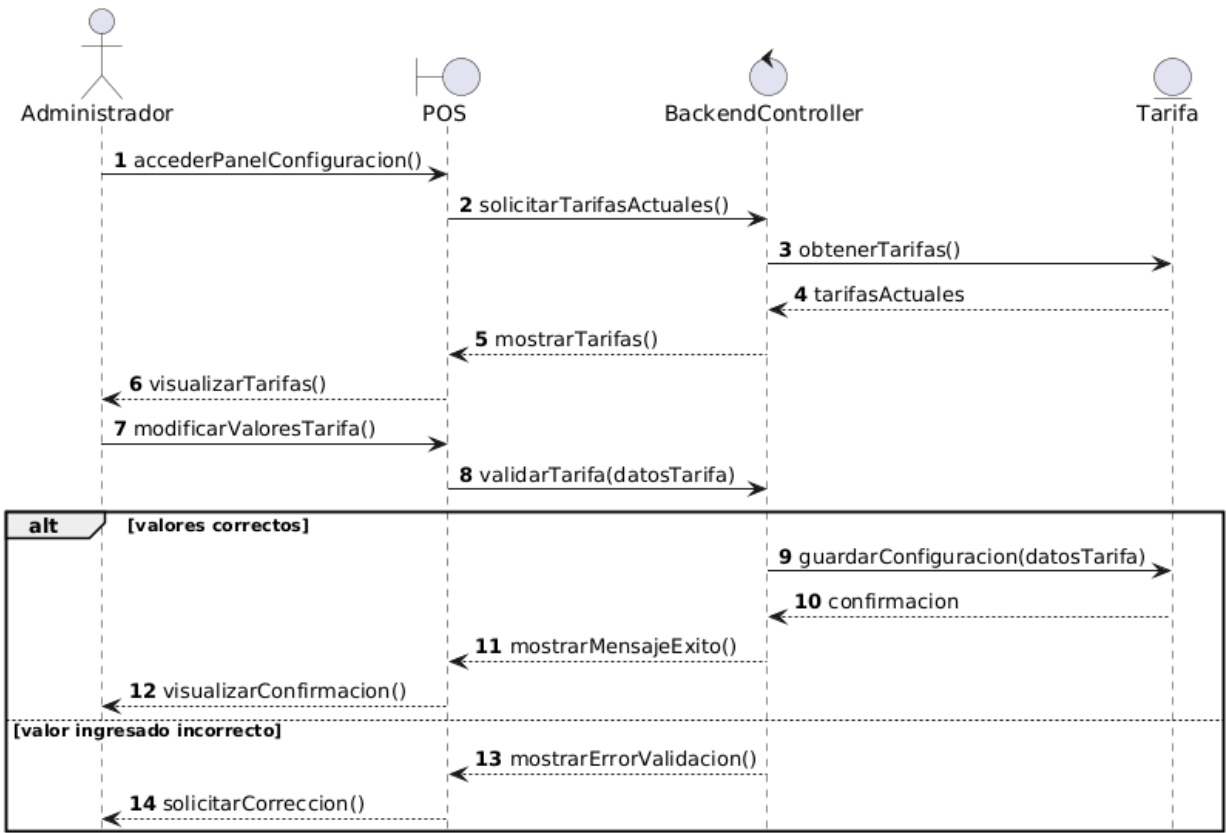 Administrador
POS
BackendController
Tarifa
1 accederPanelConfiguracion()
2 solicitarTarifasActuales()
3 obtenerTarifas()
4 tarifasActuales
5 mostrarTarifas()
6 visualizarTarifas()
7 modificarValoresTarifa()
8 validarTarifa(datosTarifa)
alt [valores correctos]
9 guardarConfiguracion(datosTarifa)
10 confirmacion
11 mostrarMensajeExito()
12 visualizarConfirmacion()
[valor ingresado incorrecto]
13 mostrarErrorValidacion()
14 solicitarCorreccion()